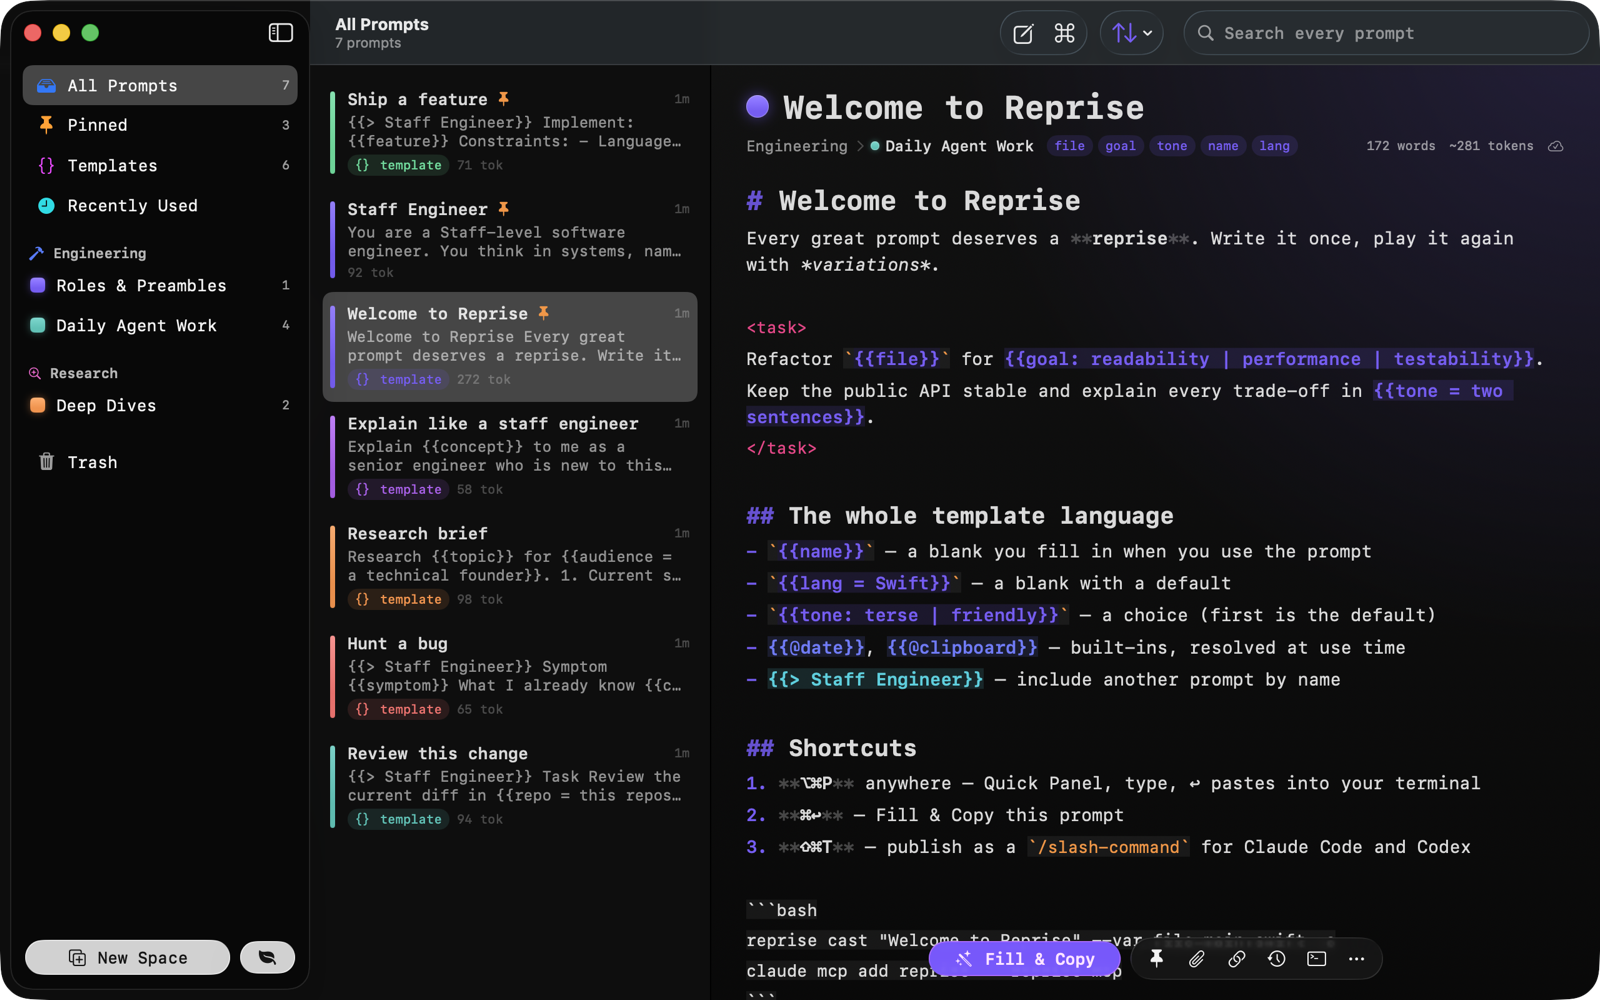 All Prompts 7
Pinned 3
Templates 6
Recently Used
Engineering
Roles & Preambles 1
Daily Agent Work 4
Research
Deep Dives 2
Trash
New Space
All Prompts
7 prompts
Search every prompt
Ship a feature 1m
{{> Staff Engineer}} Implement:
{{feature}} Constraints: – Language…
{} template 71 tok
Staff Engineer 1m
You are a Staff-level software
engineer. You think in systems, nam…
92 tok
Welcome to Reprise 1m
Welcome to Reprise Every great
prompt deserves a reprise. Write it…
{} template 272 tok
Explain like a staff engineer 1m
Explain {{concept}} to me as a
senior engineer who is new to this…
{} template 58 tok
Research brief 1m
Research {{topic}} for {{audience =
a technical founder}}. 1. Current s…
{} template 98 tok
Hunt a bug 1m
{{> Staff Engineer}} Symptom
{{symptom}} What I already know {{c…
{} template 65 tok
Review this change 1m
{{> Staff Engineer}} Task Review the
current diff in {{repo = this repos…
{} template 94 tok
Welcome to Reprise
Engineering > Daily Agent Work file goal tone name lang 172 words ~281 tokens
# Welcome to Reprise
Every great prompt deserves a **reprise**. Write it once, play it again
with *variations*.
<task>
Refactor `{{file}}` for {{goal: readability | performance | testability}}.
Keep the public API stable and explain every trade-off in {{tone = two
sentences}}.
</task>
## The whole template language
– `{{name}}` — a blank you fill in when you use the prompt
– `{{lang = Swift}}` — a blank with a default
– `{{tone: terse | friendly}}` — a choice (first is the default)
– {{@date}}, {{@clipboard}} — built-ins, resolved at use time
– {{> Staff Engineer}} — include another prompt by name
## Shortcuts
1. **⌥⌘P** anywhere — Quick Panel, type, ↩ pastes into your terminal
2. **⌘↩** — Fill & Copy this prompt
3. **⇧⌘T** — publish as a `/slash-command` for Claude Code and Codex
```bash
reprise cast "Welcome to Reprise" --var
claude mcp add
```
Fill & Copy